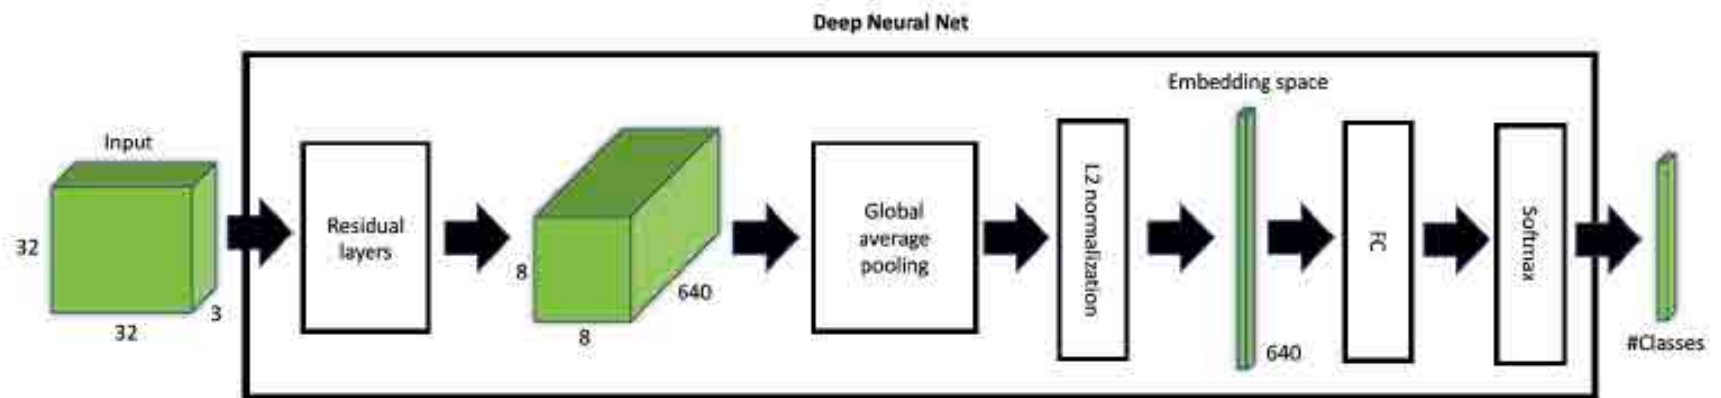 Deep Neural Net
Input
32
32
3
Residual
layers
8
8
640
Global
average
pooling
L2 normalization
Embedding space
640
FC
Softmax
#Classes